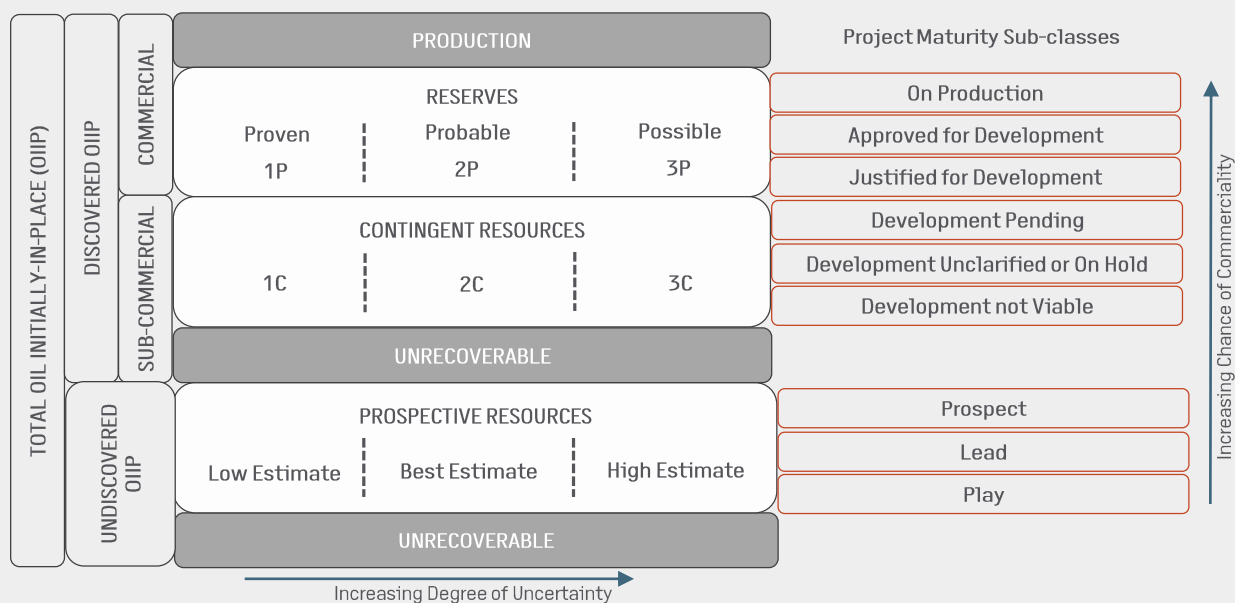 TOTAL OIL INITIALLY-IN-PLACE (OIIP)
DISCOVERED OIIP
COMMERCIAL
SUB-COMMERCIAL
UNDISCOVERED
OIIP
PRODUCTION
RESERVES
Proven
Probable
Possible
1P
2P
3P
CONTINGENT RESOURCES
1C
2C
3C
UNRECOVERABLE
PROSPECTIVE RESOURCES
Low Estimate
Best Estimate
High Estimate
UNRECOVERABLE
Increasing Degree of Uncertainty
Project Maturity Sub-classes
On Production
Approved for Development
Justified for Development
Development Pending
Development Unclarified or On Hold
Development not Viable
Prospect
Lead
Play
Increasing Chance of Commerciality